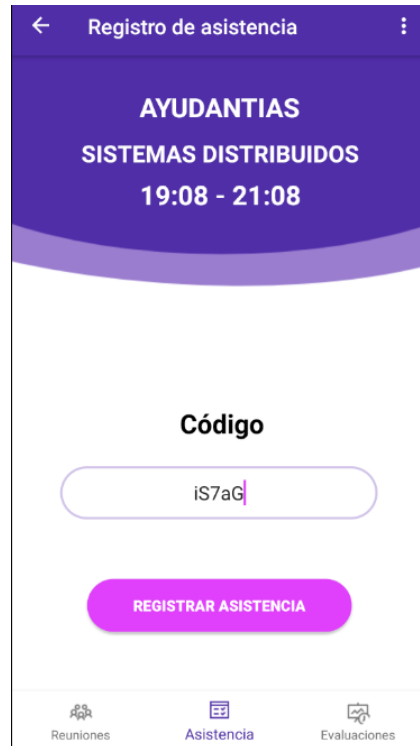 Registro de asistencia
AYUDANTIAS
SISTEMAS DISTRIBUIDOS
19:08 - 21:08
Código
iS7aG
REGISTRAR ASISTENCIA
Reuniones Asistencia Evaluaciones